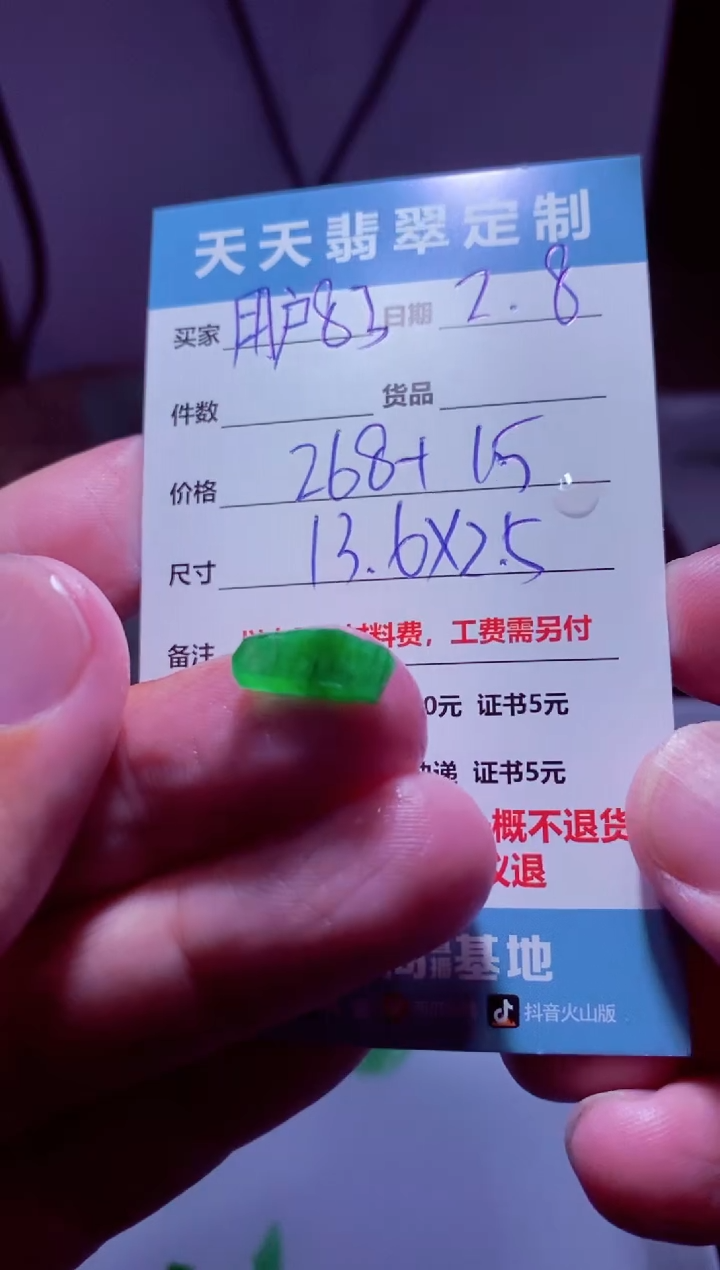 天天翡翠定制
买家 用户83 日期 2.8
件数 货品
价格 268+15
尺寸 13.6X2.5
备注 材料费，工费需另付
0元 证书5元
快递 证书5元
概不退货
议退
基地
抖音火山版